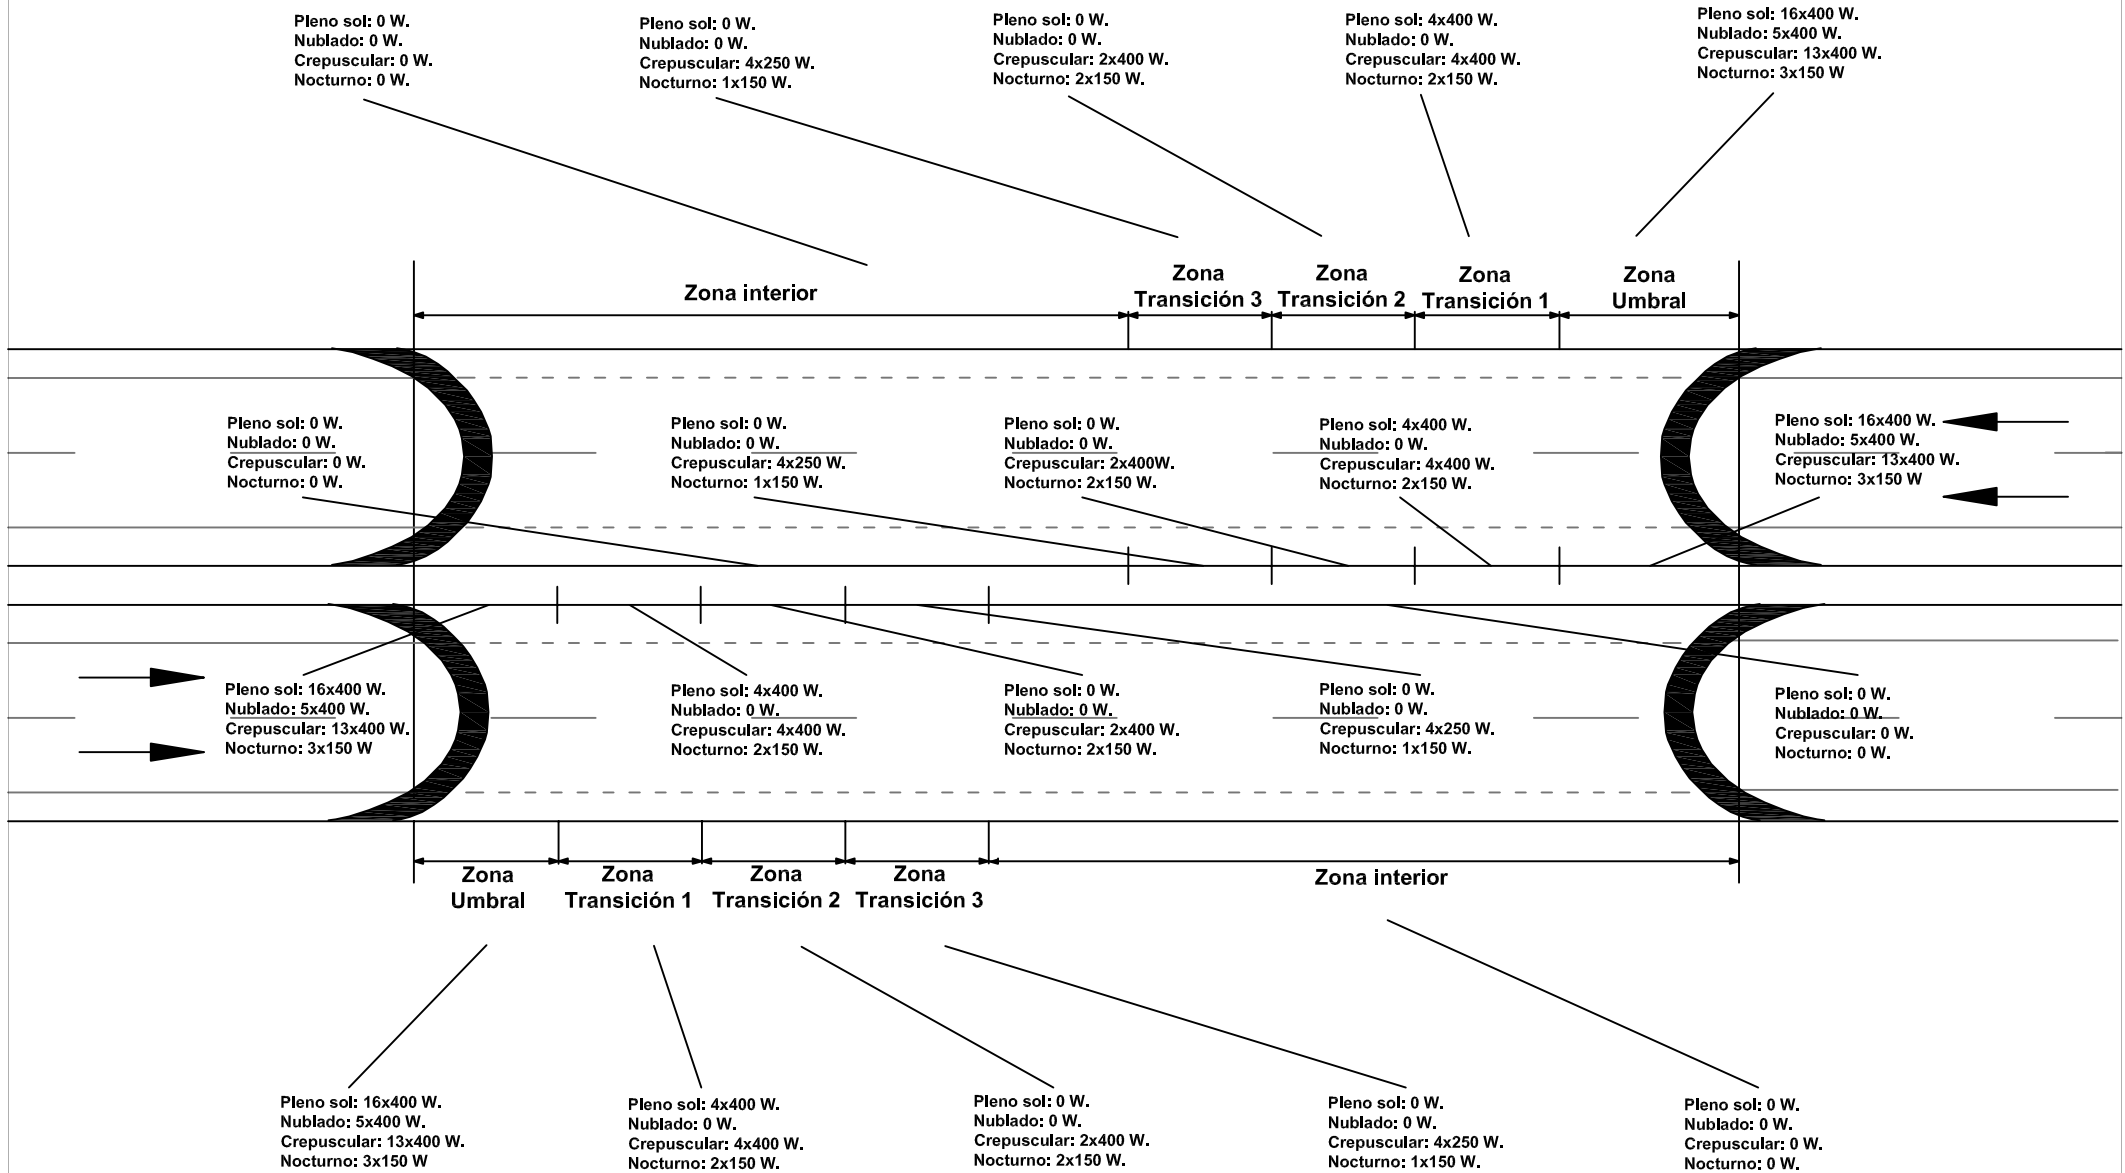 Pleno sol: 0 W.
Nublado: 0 W.
Crepuscular: 0 W.
Nocturno: 0 W.
Pleno sol: 0 W.
Nublado: 0 W.
Crepuscular: 4x250 W.
Nocturno: 1x150 W.
Pleno sol: 0 W.
Nublado: 0 W.
Crepuscular: 2x400 W.
Nocturno: 2x150 W.
Pleno sol: 4x400 W.
Nublado: 0 W.
Crepuscular: 4x400 W.
Nocturno: 2x150 W.
Pleno sol: 16x400 W.
Nublado: 5x400 W.
Crepuscular: 13x400 W.
Nocturno: 3x150 W
Zona interior
Zona
Transición 3
Zona
Transición 2
Zona
Transición 1
Zona
Umbral
Pleno sol: 0 W.
Nublado: 0 W.
Crepuscular: 0 W.
Nocturno: 0 W.
Pleno sol: 0 W.
Nublado: 0 W.
Crepuscular: 4x250 W.
Nocturno: 1x150 W.
Pleno sol: 0 W.
Nublado: 0 W.
Crepuscular: 2x400W.
Nocturno: 2x150 W.
Pleno sol: 4x400 W.
Nublado: 0 W.
Crepuscular: 4x400 W.
Nocturno: 2x150 W.
Pleno sol: 16x400 W.
Nublado: 5x400 W.
Crepuscular: 13x400 W.
Nocturno: 3x150 W
Pleno sol: 16x400 W.
Nublado: 5x400 W.
Crepuscular: 13x400 W.
Nocturno: 3x150 W
Pleno sol: 4x400 W.
Nublado: 0 W.
Crepuscular: 4x400 W.
Nocturno: 2x150 W.
Pleno sol: 0 W.
Nublado: 0 W.
Crepuscular: 2x400 W.
Nocturno: 2x150 W.
Pleno sol: 0 W.
Nublado: 0 W.
Crepuscular: 4x250 W.
Nocturno: 1x150 W.
Pleno sol: 0 W.
Nublado: 0 W.
Crepuscular: 0 W.
Nocturno: 0 W.
Zona
Umbral
Zona
Transición 1
Zona
Transición 2
Zona
Transición 3
Zona interior
Pleno sol: 16x400 W.
Nublado: 5x400 W.
Crepuscular: 13x400 W.
Nocturno: 3x150 W
Pleno sol: 4x400 W.
Nublado: 0 W.
Crepuscular: 4x400 W.
Nocturno: 2x150 W.
Pleno sol: 0 W.
Nublado: 0 W.
Crepuscular: 2x400 W.
Nocturno: 2x150 W.
Pleno sol: 0 W.
Nublado: 0 W.
Crepuscular: 4x250 W.
Nocturno: 1x150 W.
Pleno sol: 0 W.
Nublado: 0 W.
Crepuscular: 0 W.
Nocturno: 0 W.